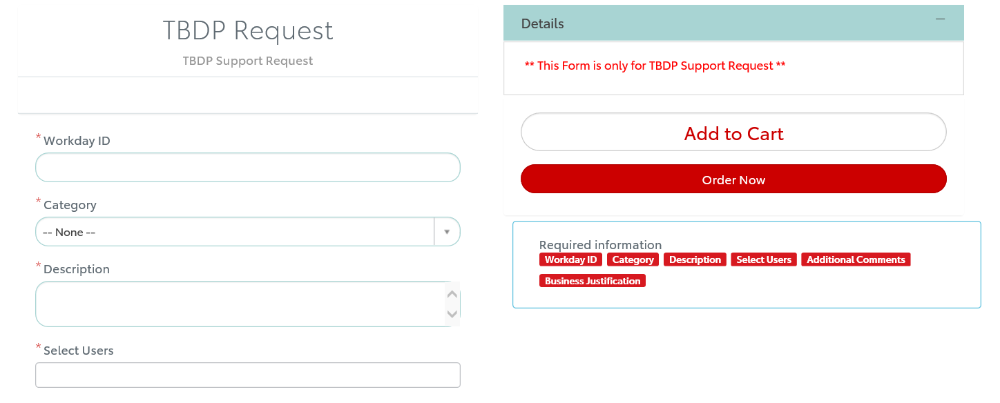 TBDP Request
TBDP Support Request
* Workday ID
* Category
-- None --
* Description
* Select Users
Details
** This Form is only for TBDP Support Request **
Add to Cart
Order Now
Required information
Workday ID Category Description Select Users Additional Comments
Business Justification